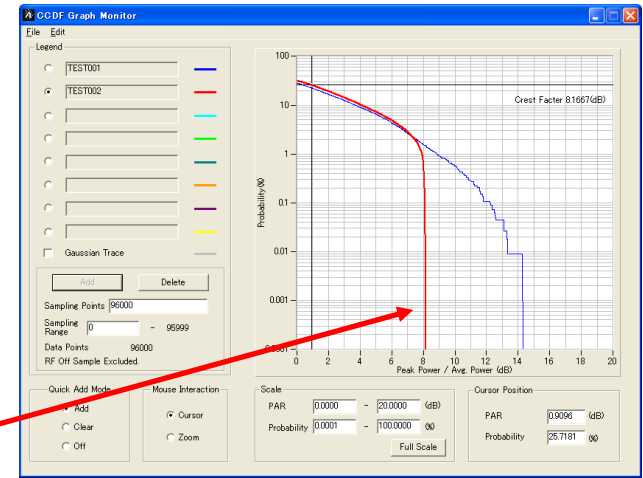 CCDF Graph Monitor
File Edit
Legend
TEST001
TEST002
Gaussian Trace
Add Delete
Sampling Points 96000
Sampling Range 0 - 95999
Data Points 96000
RF Off Sample Excluded.
Quick Add Mode
Add
Clear
Off
Mouse Interaction
Cursor
Zoom
100
10
1
0.1
0.01
0.001
Probability(%)
Crest Facter 8.1667(dB)
0 2 4 6 8 10 12 14 16 18 20
Peak Power / Avg. Power (dB)
Scale
PAR 0.0000 - 20.0000 (dB)
Probability 0.0001 - 100.0000 (%)
Full Scale
Cursor Position
PAR 0.9096 (dB)
Probability 25.7181 (%)